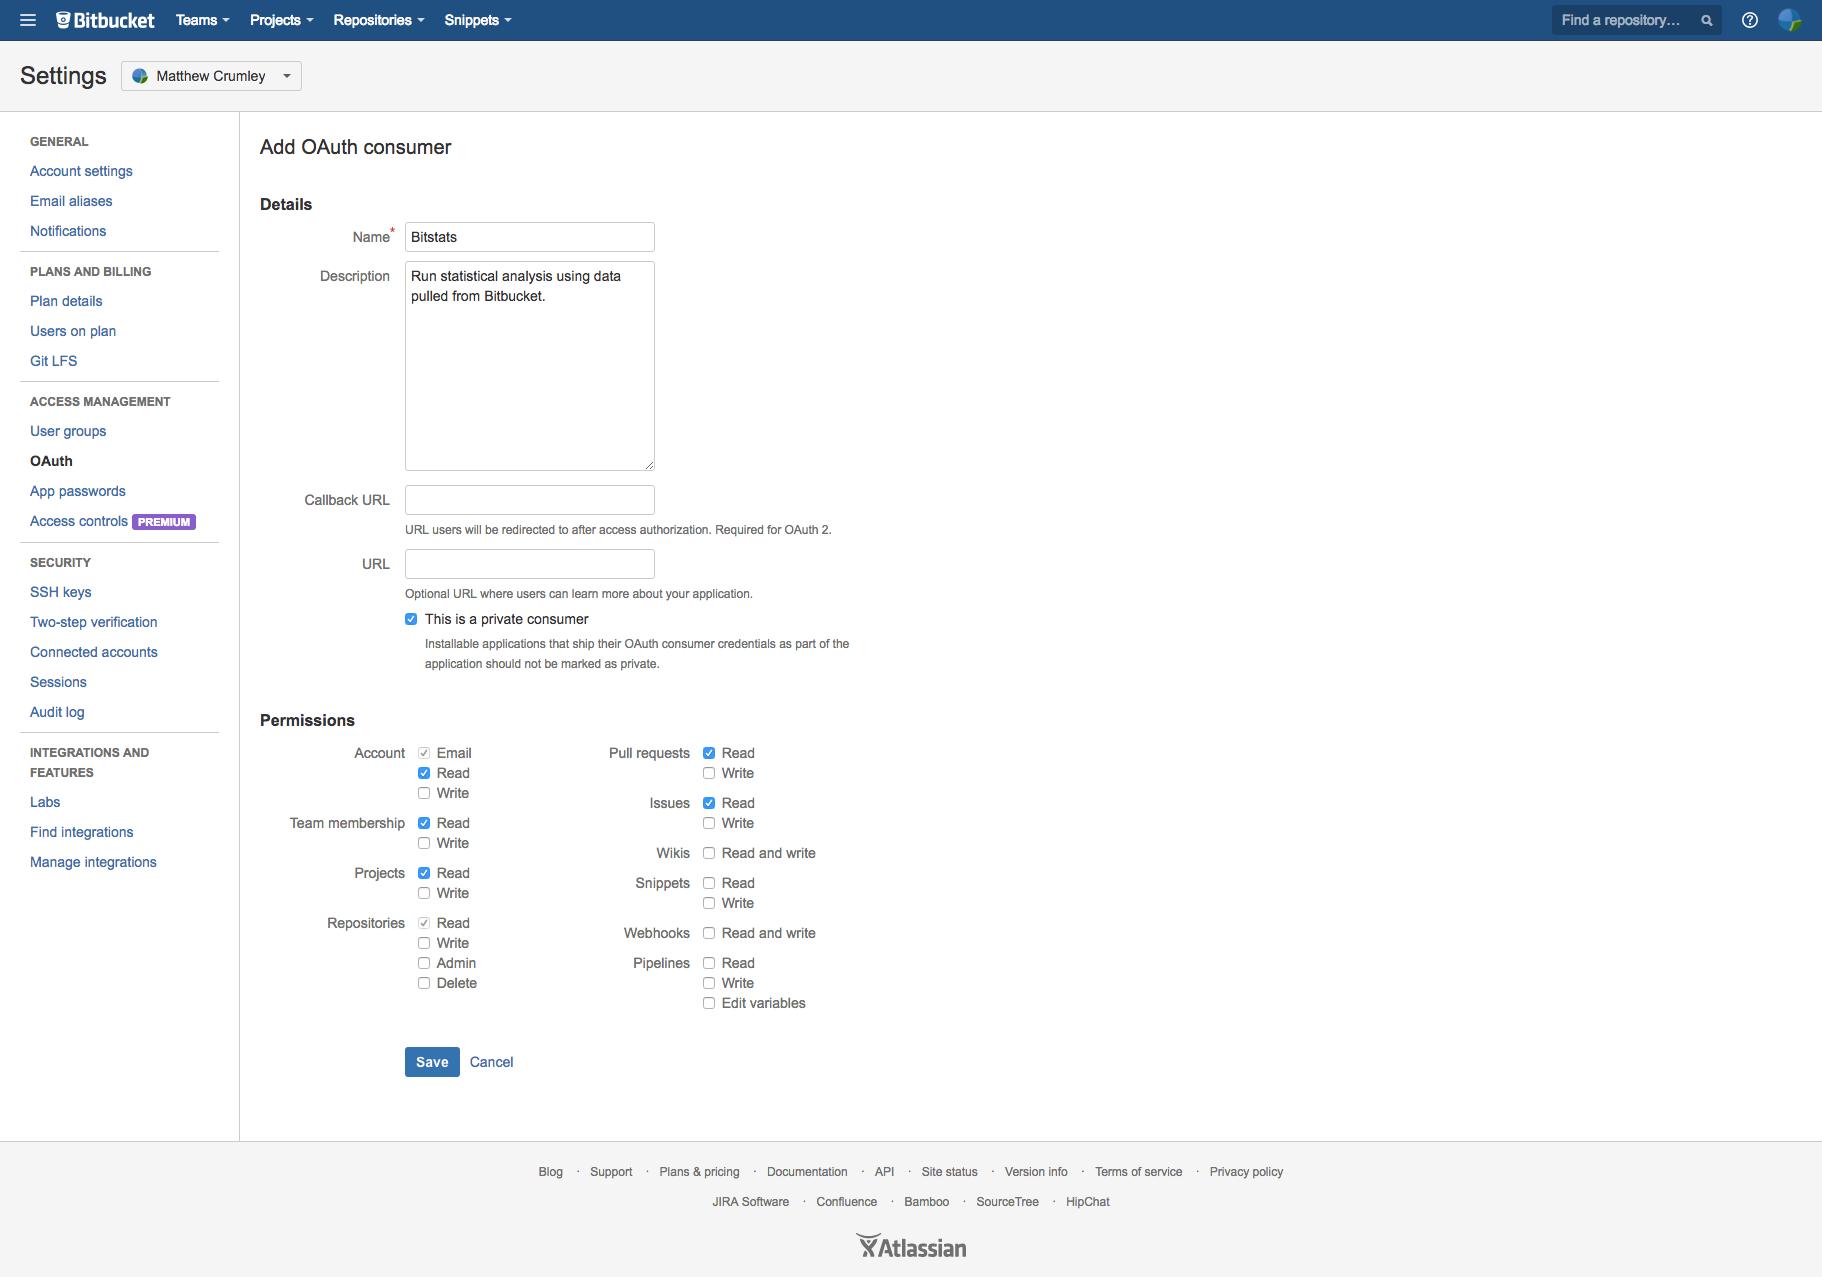 Bitbucket Teams Projects Repositories Snippets Find a repository...
Settings Matthew Crumley
GENERAL
Account settings
Email aliases
Notifications
PLANS AND BILLING
Plan details
Users on plan
Git LFS
ACCESS MANAGEMENT
User groups
OAuth
App passwords
Access controls PREMIUM
SECURITY
SSH keys
Two-step verification
Connected accounts
Sessions
Audit log
INTEGRATIONS AND
FEATURES
Labs
Find integrations
Manage integrations
Add OAuth consumer
Details
Name* Bitstats
Description Run statistical analysis using data
pulled from Bitbucket.
Callback URL
URL users will be redirected to after access authorization. Required for OAuth 2.
URL
Optional URL where users can learn more about your application.
This is a private consumer
Installable applications that ship their OAuth consumer credentials as part of the
application should not be marked as private.
Permissions
Account Email
Read
Write
Team membership Read
Write
Projects Read
Write
Repositories Read
Write
Admin
Delete
Pull requests Read
Write
Issues Read
Write
Wikis Read and write
Snippets Read
Write
Webhooks Read and write
Pipelines Read
Write
Edit variables
Save Cancel
Blog · Support · Plans & pricing · Documentation · API · Site status · Version info · Terms of service · Privacy policy
JIRA Software · Confluence · Bamboo · SourceTree · HipChat
Atlassian